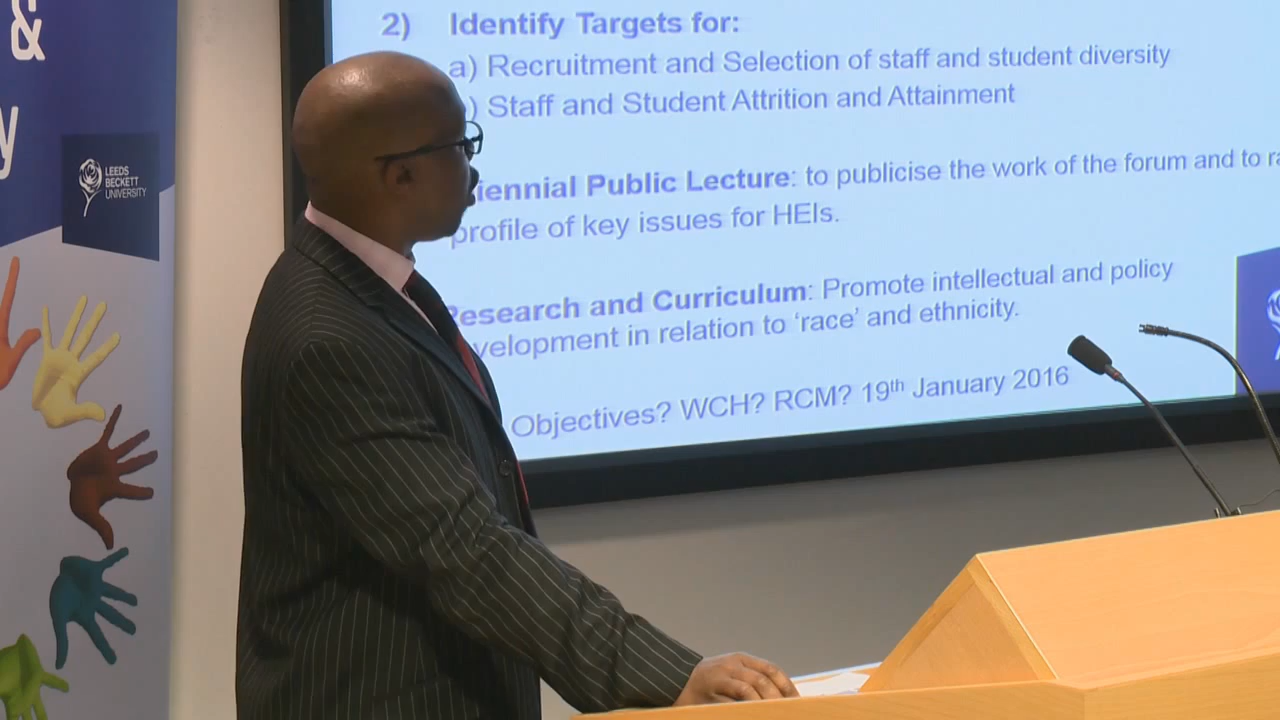 &
y
LEEDS
BECKETT
UNIVERSITY
2) Identify Targets for:
a) Recruitment and Selection of staff and student diversity
) Staff and Student Attrition and Attainment
iennial Public Lecture: to publicise the work of the forum and to ra
profile of key issues for HEIs.
Research and Curriculum: Promote intellectual and policy
velopment in relation to ‘race’ and ethnicity.
Objectives? WCH? RCM? 19th January 2016